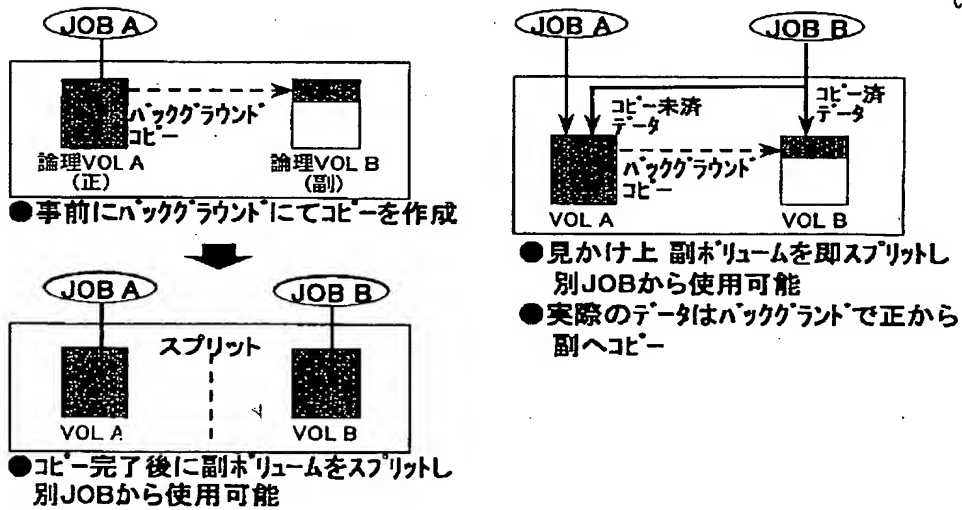 JOB A
バックグラウンド
コピー
論理VOL A
(正)
論理VOL B
(副)
●事前にバックグラウンドにてコピーを作成
JOB A
JOB B
スプリット
VOL A
VOL B
●コピー完了後に副ボリュームをスプリットし
別JOBから使用可能
JOB A
JOB B
コピー未済
データ
コピー済
データ
バックグラウンド
コピー
VOL A
VOL B
●見かけ上 副ボリュームを即スプリットし
別JOBから使用可能
●実際のデータはバックグランドで正から
副へコピー